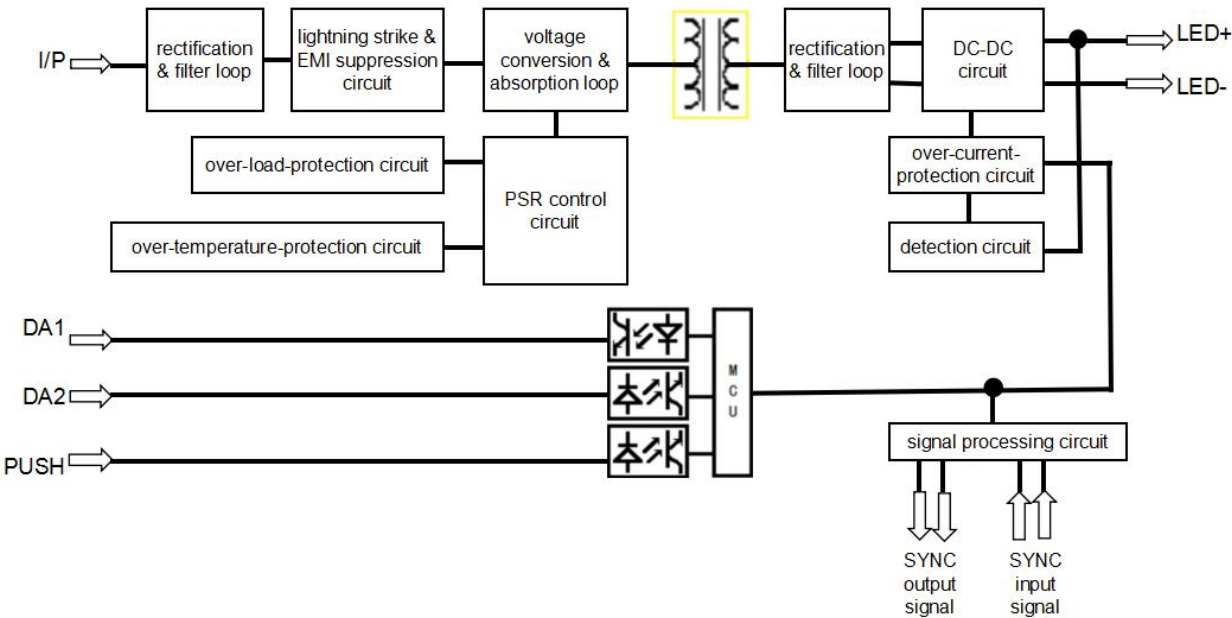 I/P
rectification
& filter loop
lightning strike &
EMI suppression
circuit
voltage
conversion &
absorption loop
rectification
& filter loop
DC-DC
circuit
LED+
LED-
over-load-protection circuit
over-temperature-protection circuit
PSR control
circuit
over-current-
protection circuit
detection circuit
DA1
DA2
PUSH
M
C
U
signal processing circuit
SYNC
output
signal
SYNC
input
signal